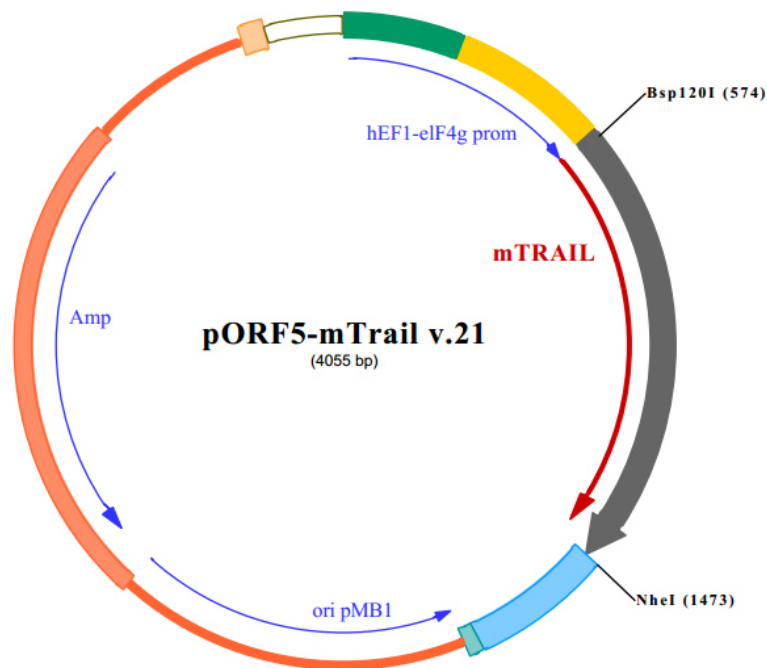 Bsp120I (574)
hEF1-eIF4g prom
mTRAIL
Amp
pORF5-mTrail v.21
(4055 bp)
NheI (1473)
ori pMB1